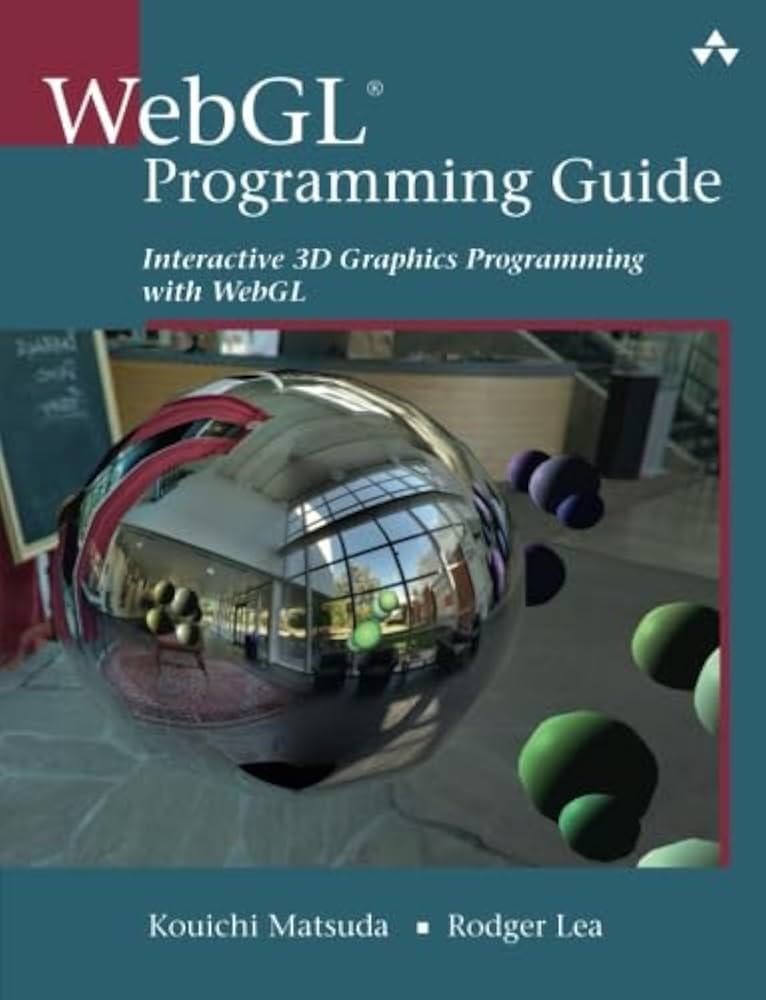 WebGL®
Programming Guide
Interactive 3D Graphics Programming
with WebGL
Kouichi Matsuda ▪ Rodger Lea